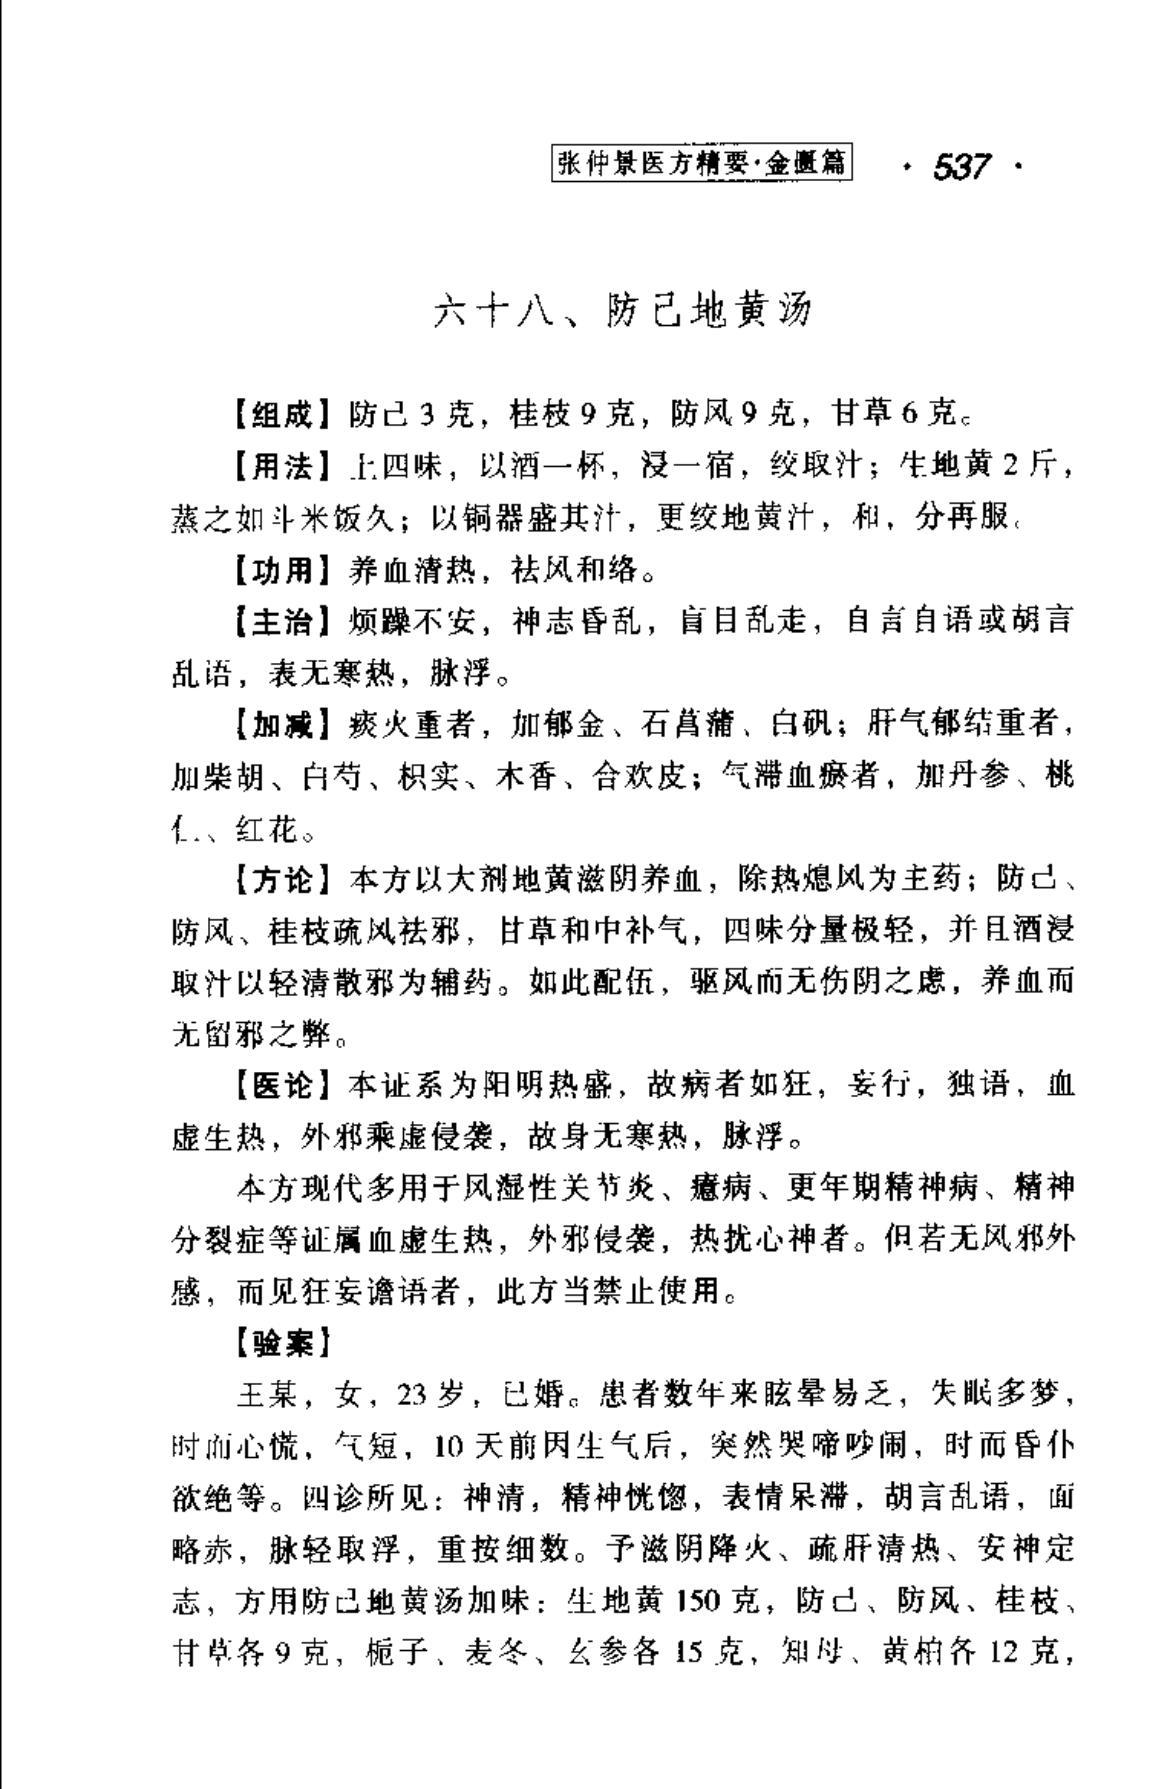 张仲景医方精要·金匮篇 · 537 ·
六十八、防己地黄汤
【组成】防己3克，桂枝9克，防风9克，甘草6克。
【用法】上四味，以酒一杯，浸一宿，绞取汁；生地黄2斤，
蒸之如斗米饭久；以铜器盛其汁，更绞地黄汁，和，分再服。
【功用】养血清热，祛风和络。
【主治】烦躁不安，神志昏乱，盲目乱走，自言自语或胡言
乱语，表无寒热，脉浮。
【加减】痰火重者，加郁金、石菖蒲、白矾；肝气郁结重者，
加柴胡、白芍、枳实、木香、合欢皮；气滞血瘀者，加丹参、桃
仁、红花。
【方论】本方以大剂地黄滋阴养血，除热熄风为主药；防己、
防风、桂枝疏风祛邪，甘草和中补气，四味分量极轻，并且酒浸
取汁以轻清散邪为辅药。如此配伍，驱风而无伤阴之虑，养血而
无留邪之弊。
【医论】本证系为阳明热盛，故病者如狂，妄行，独语，血
虚生热，外邪乘虚侵袭，故身无寒热，脉浮。
本方现代多用于风湿性关节炎、癔病、更年期精神病、精神
分裂症等证属血虚生热，外邪侵袭，热扰心神者。但若无风邪外
感，而见狂妄谵语者，此方当禁止使用。
【验案】
王某，女，23岁，已婚。患者数年来眩晕易乏，失眠多梦，
时而心慌，气短，10天前因生气后，突然哭啼吵闹，时而昏仆
欲绝等。四诊所见：神清，精神恍惚，表情呆滞，胡言乱语，面
略赤，脉轻取浮，重按细数。予滋阴降火、疏肝清热、安神定
志，方用防己地黄汤加味：生地黄150克，防己、防风、桂枝、
甘草各9克，栀子、麦冬、玄参各15克，知母、黄柏各12克，